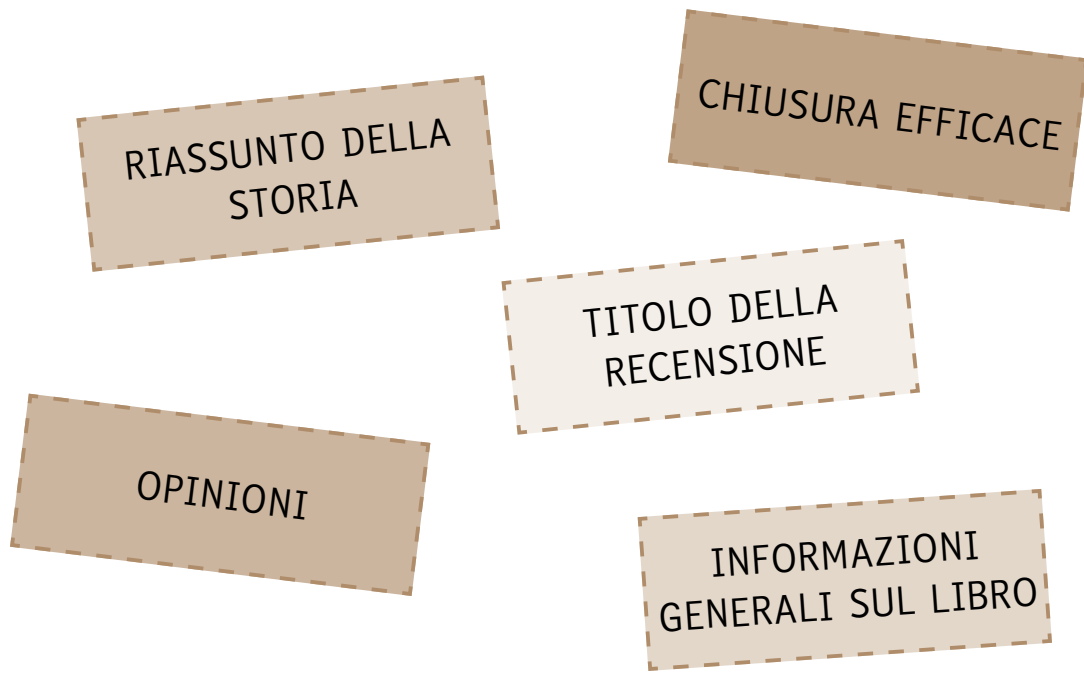 RIASSUNTO DELLA
STORIA
CHIUSURA EFFICACE
TITOLO DELLA
RECENSIONE
OPINIONI
INFORMAZIONI
GENERALI SUL LIBRO